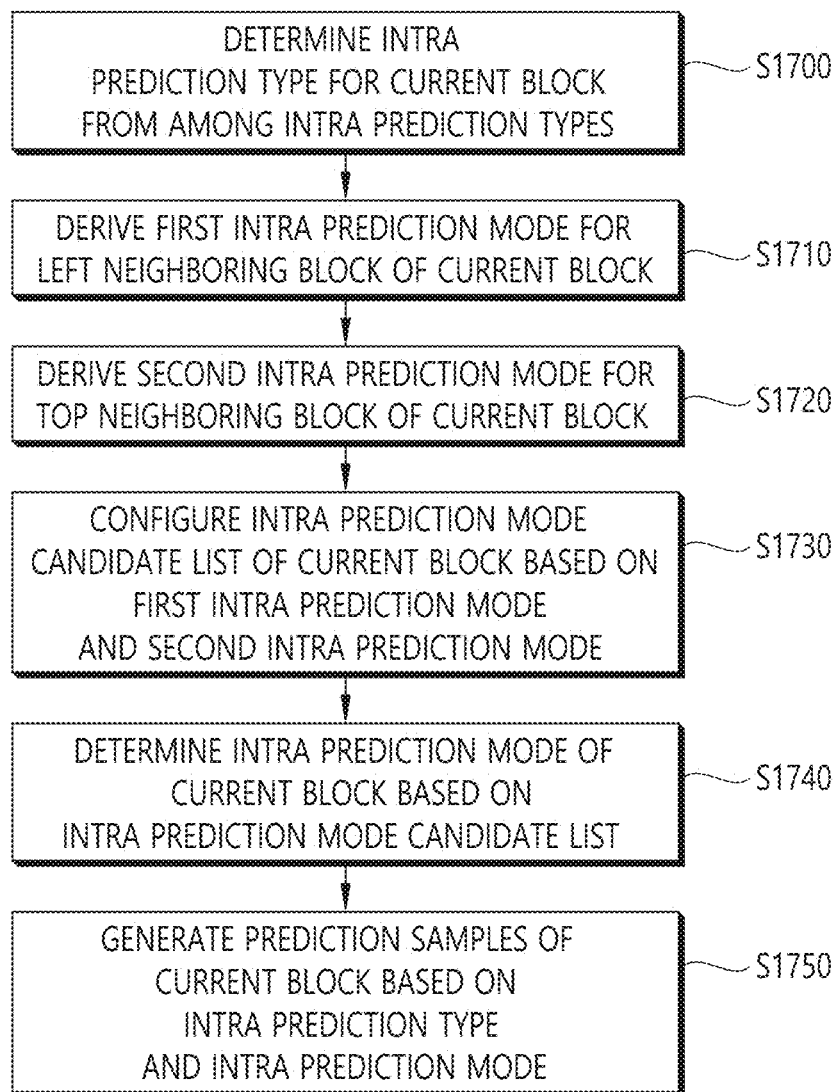 DETERMINE INTRA
PREDICTION TYPE FOR CURRENT BLOCK
FROM AMONG INTRA PREDICTION TYPES
S1700
DERIVE FIRST INTRA PREDICTION MODE FOR
LEFT NEIGHBORING BLOCK OF CURRENT BLOCK
S1710
DERIVE SECOND INTRA PREDICTION MODE FOR
TOP NEIGHBORING BLOCK OF CURRENT BLOCK
S1720
CONFIGURE INTRA PREDICTION MODE
CANDIDATE LIST OF CURRENT BLOCK BASED ON
FIRST INTRA PREDICTION MODE
AND SECOND INTRA PREDICTION MODE
S1730
DETERMINE INTRA PREDICTION MODE OF
CURRENT BLOCK BASED ON
INTRA PREDICTION MODE CANDIDATE LIST
S1740
GENERATE PREDICTION SAMPLES OF
CURRENT BLOCK BASED ON
INTRA PREDICTION TYPE
AND INTRA PREDICTION MODE
S1750